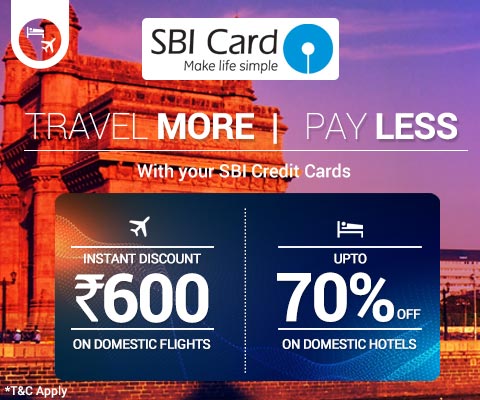 SBI Card
Make life simple
TRAVEL MORE | PAY LESS
With your SBI Credit Cards
INSTANT DISCOUNT
₹600
ON DOMESTIC FLIGHTS
UPTO
70% OFF
ON DOMESTIC HOTELS
*T&C Apply